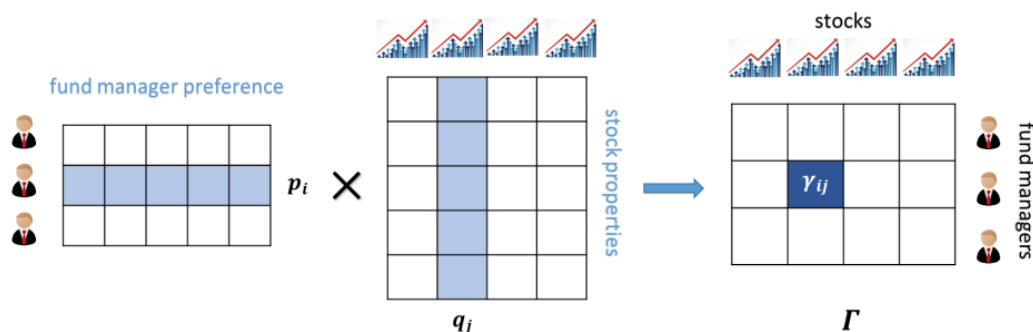 fund manager preference
p_i
×
q_j
stock properties
stocks
γ_ij
fund managers
Γ